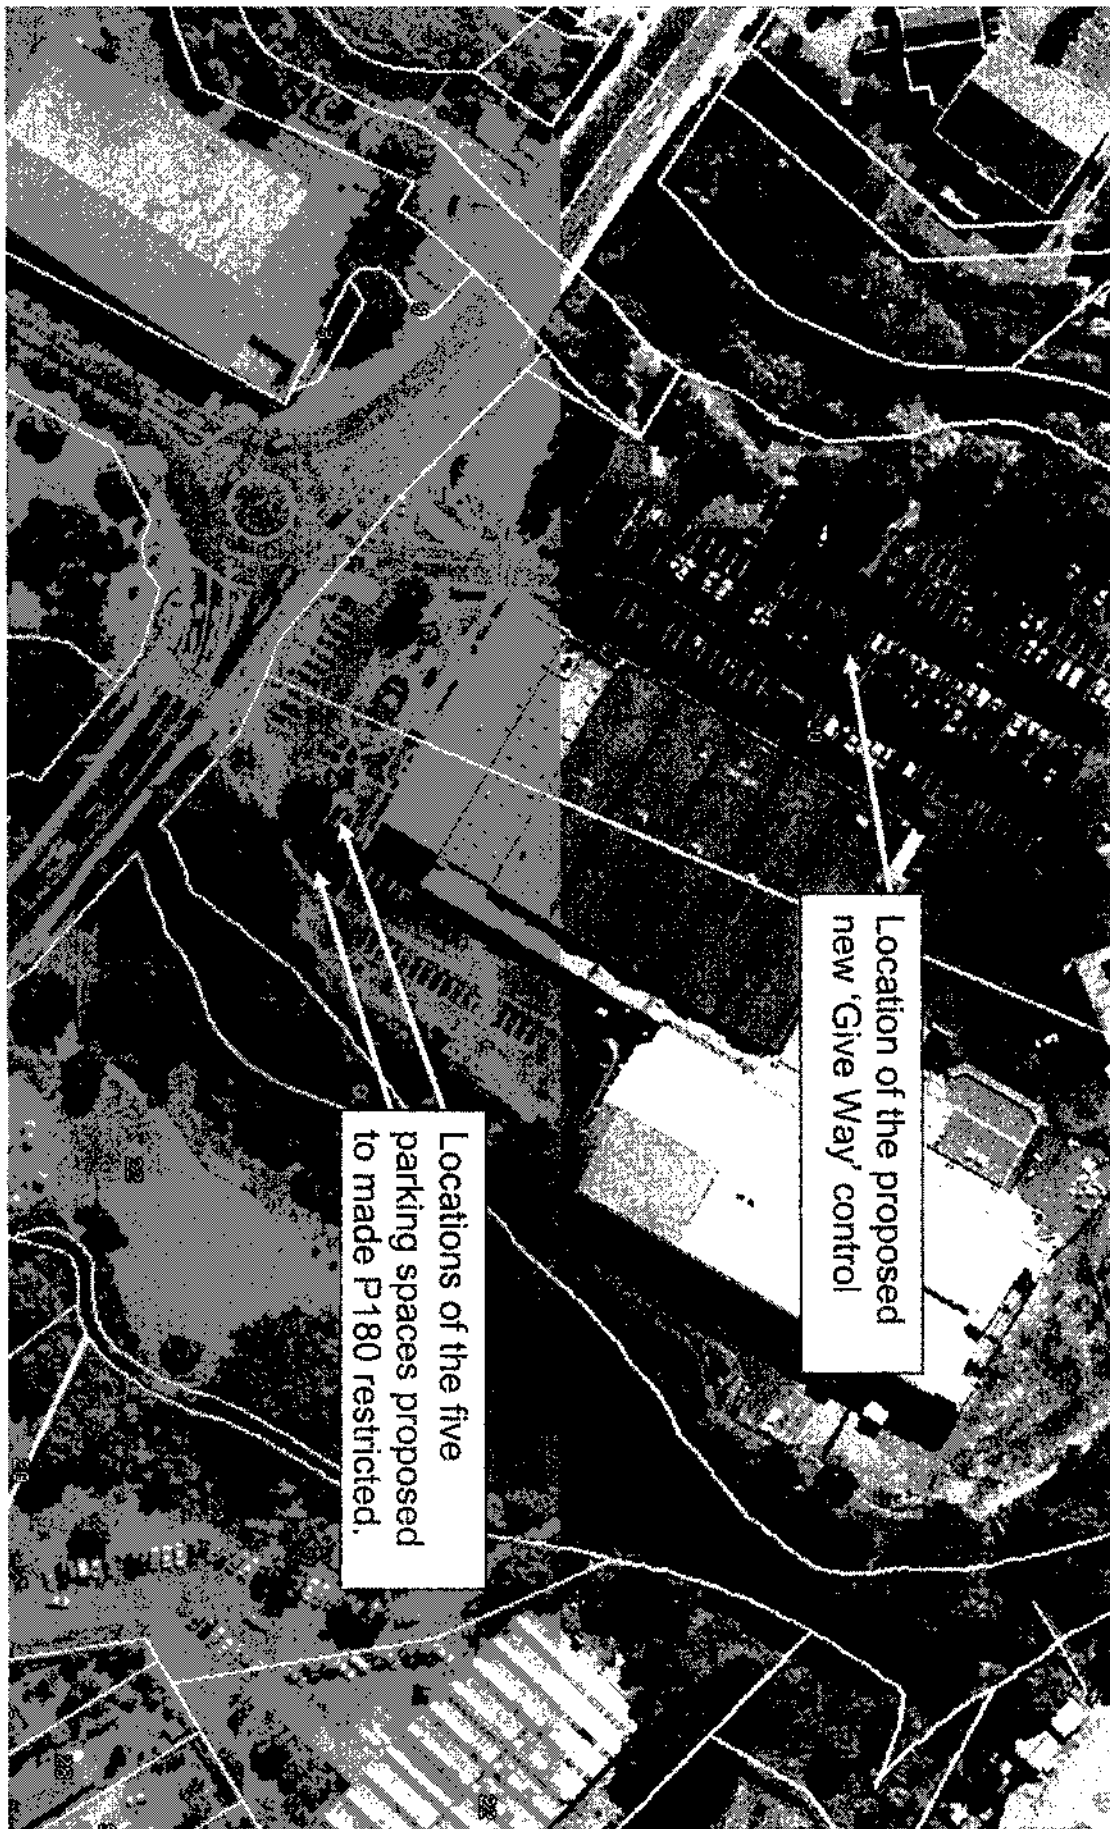 Location of the proposed
new 'Give Way' control
Locations of the five
parking spaces proposed
to made P180 restricted.